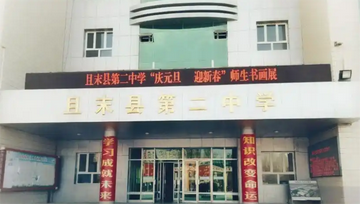 且末县第二中学“庆元旦 迎新春”师生书画展
且末县第二中学
学习成就未来
知识改变命运